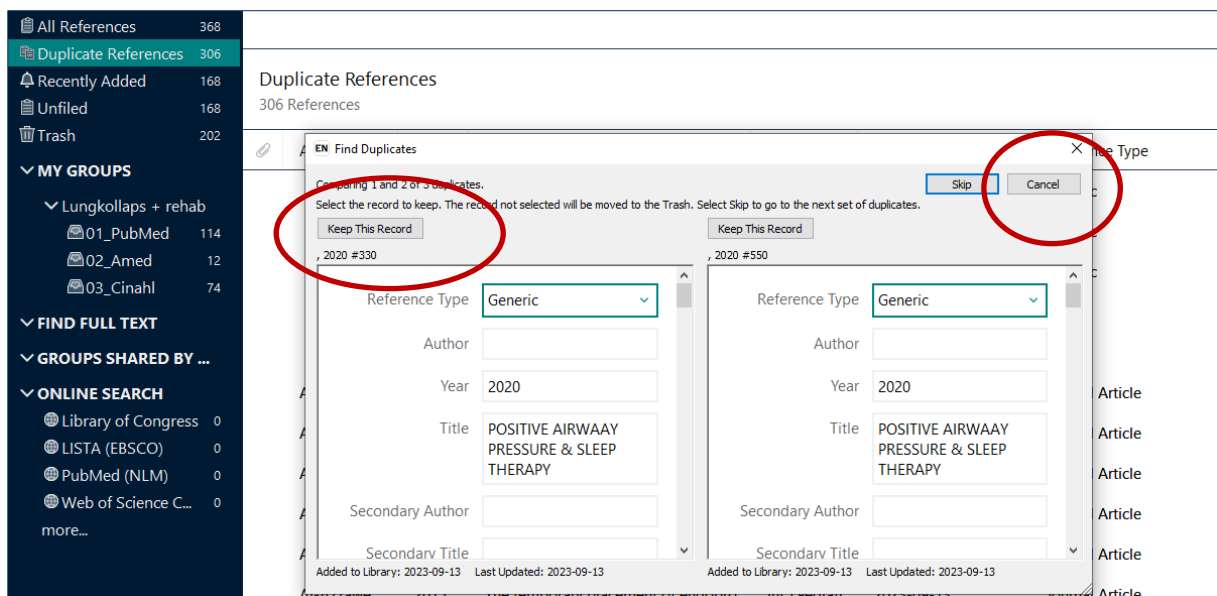 All References 368
Duplicate References 306
Recently Added 168
Unfiled 168
Trash 202
MY GROUPS
Lungkollaps + rehab
01_PubMed 114
02_Amed 12
03_Cinahl 74
FIND FULL TEXT
GROUPS SHARED BY ...
ONLINE SEARCH
Library of Congress 0
LISTA (EBSCO) 0
PubMed (NLM) 0
Web of Science C... 0
more...
Duplicate References
306 References
Type
EN Find Duplicates
Comparing 1 and 2 of 3 duplicates.
Skip Cancel
Select the record to keep. The record not selected will be moved to the Trash. Select Skip to go to the next set of duplicates.
Keep This Record Keep This Record
, 2020 #330 , 2020 #550
Reference Type Generic Reference Type Generic
Author Author
Year 2020 Year 2020
Title POSITIVE AIRWAAY Title POSITIVE AIRWAAY
PRESSURE & SLEEP PRESSURE & SLEEP
THERAPY THERAPY
Secondary Author Secondary Author
Secondary Title Secondary Title
Added to Library: 2023-09-13 Last Updated: 2023-09-13 Added to Library: 2023-09-13 Last Updated: 2023-09-13
Article
Article
Article
Article
Article
Article